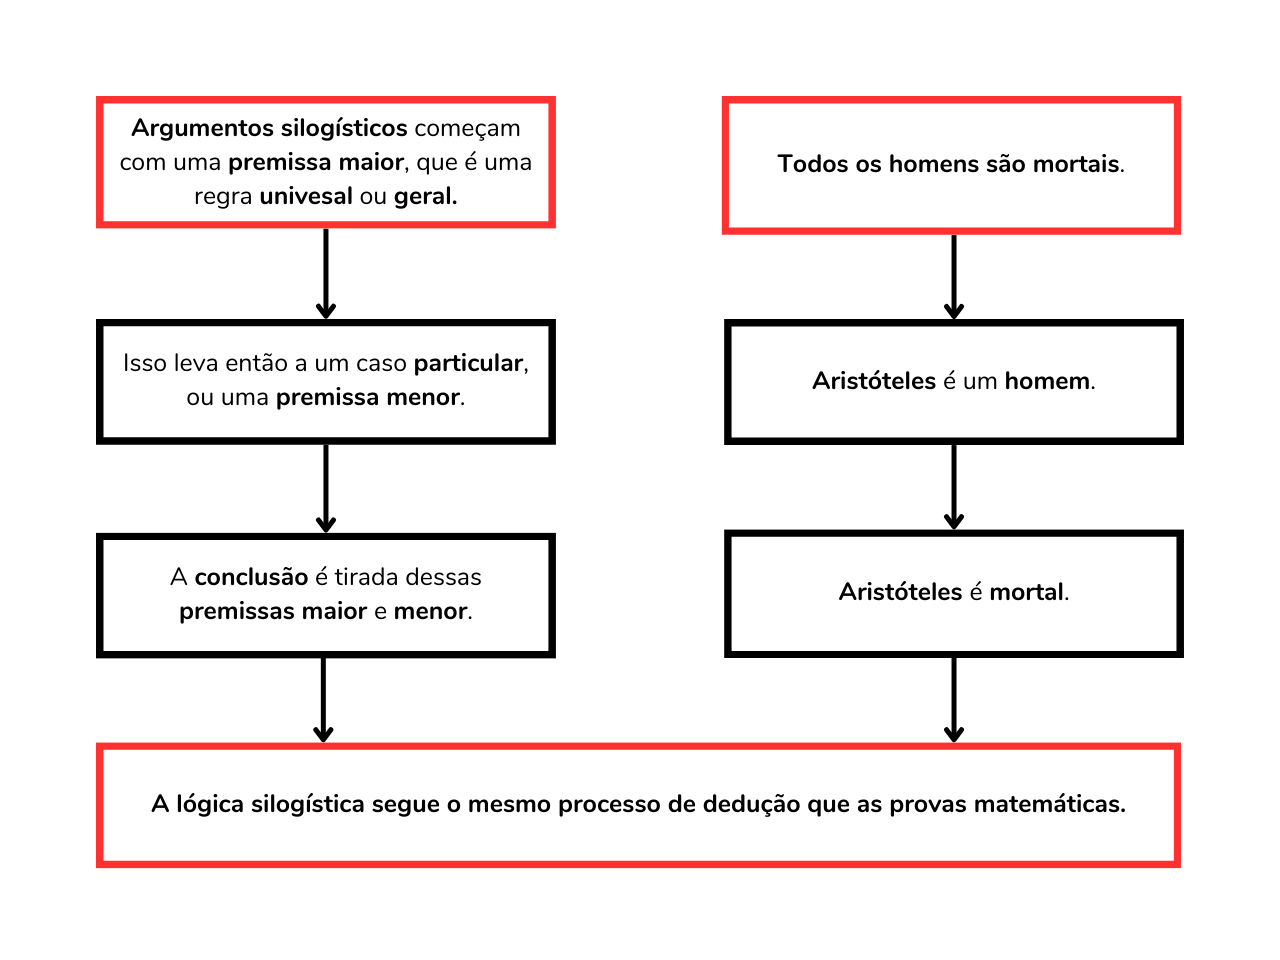 Argumentos silogísticos começam
com uma premissa maior, que é uma
regra univesal ou geral.
Isso leva então a um caso particular,
ou uma premissa menor.
A conclusão é tirada dessas
premissas maior e menor.
Todos os homens são mortais.
Aristóteles é um homem.
Aristóteles é mortal.
A lógica silogística segue o mesmo processo de dedução que as provas matemáticas.